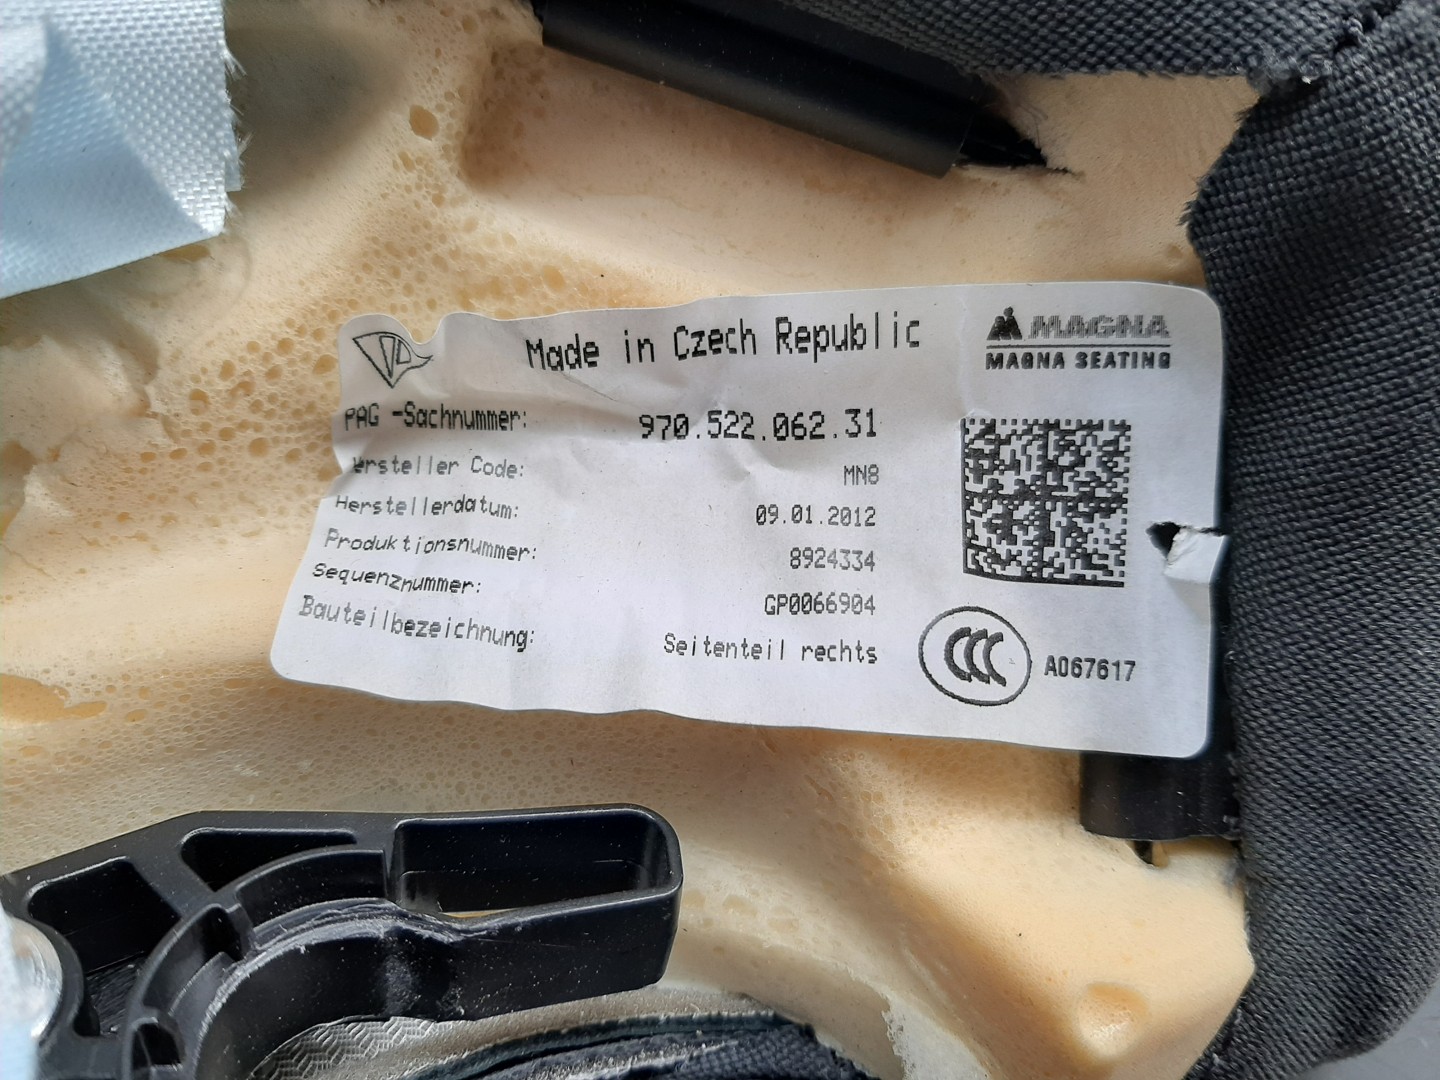 Made in Czech Republic
MAGNA
MAGNA SEATING
PAG -Sachnummer: 970.522.062.31
ersteller Code: MN8
Herstellerdatum: 09.01.2012
Produktionsnummer: 8924334
Sequenznummer: GP0066904
Bauteilbezeichnung: Seitenteil rechts
CCC A067617